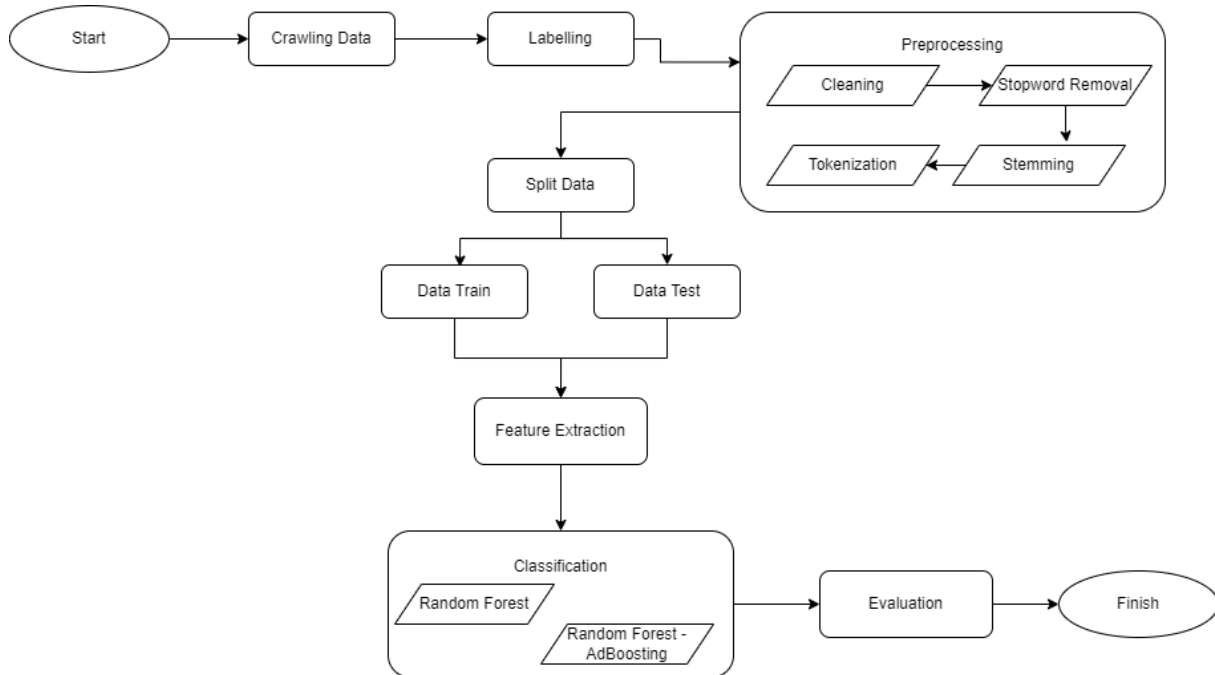 Start
Crawling Data
Labelling
Preprocessing
Cleaning
Stopword Removal
Tokenization
Stemming
Split Data
Data Train
Data Test
Feature Extraction
Classification
Random Forest
Random Forest -
AdBoosting
Evaluation
Finish